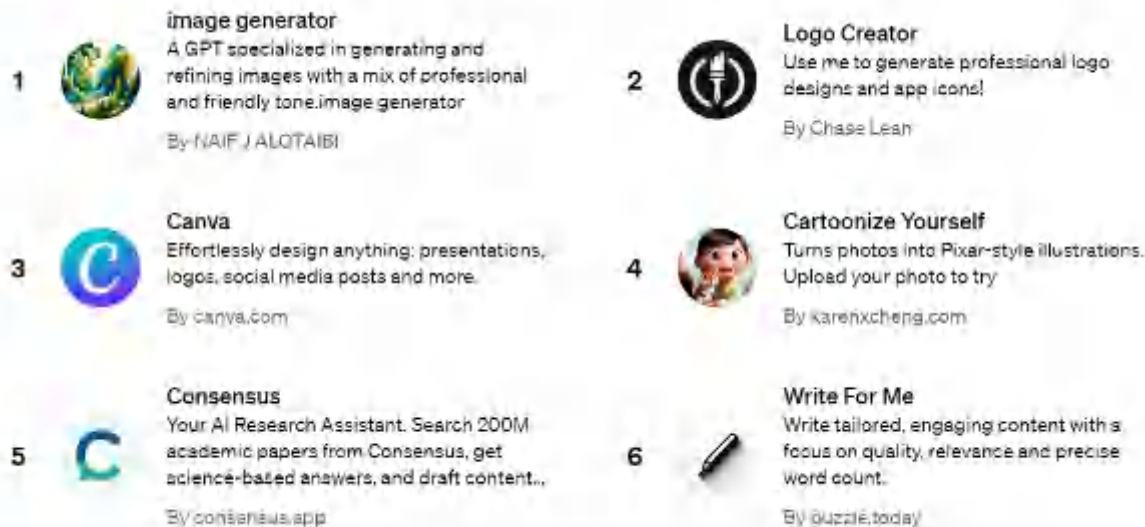 image generator
1
A GPT specialized in generating and
refining images with a mix of professional
and friendly tone.image generator
By NAIF J ALOTAIBI
2
Logo Creator
Use me to generate professional logo
designs and app icons!
By Chase Lean
3
Canva
Effortlessly design anything: presentations,
logos, social media posts and more.
By canva.com
4
Cartoonize Yourself
Turns photos into Pixar-style illustrations.
Upload your photo to try
By karenxcheng.com
5
Consensus
Your AI Research Assistant. Search 200M
academic papers from Consensus, get
science-based answers, and draft content...
By consensus.app
6
Write For Me
Write tailored, engaging content with a
focus on quality, relevance and precise
word count.
By puzzle.today